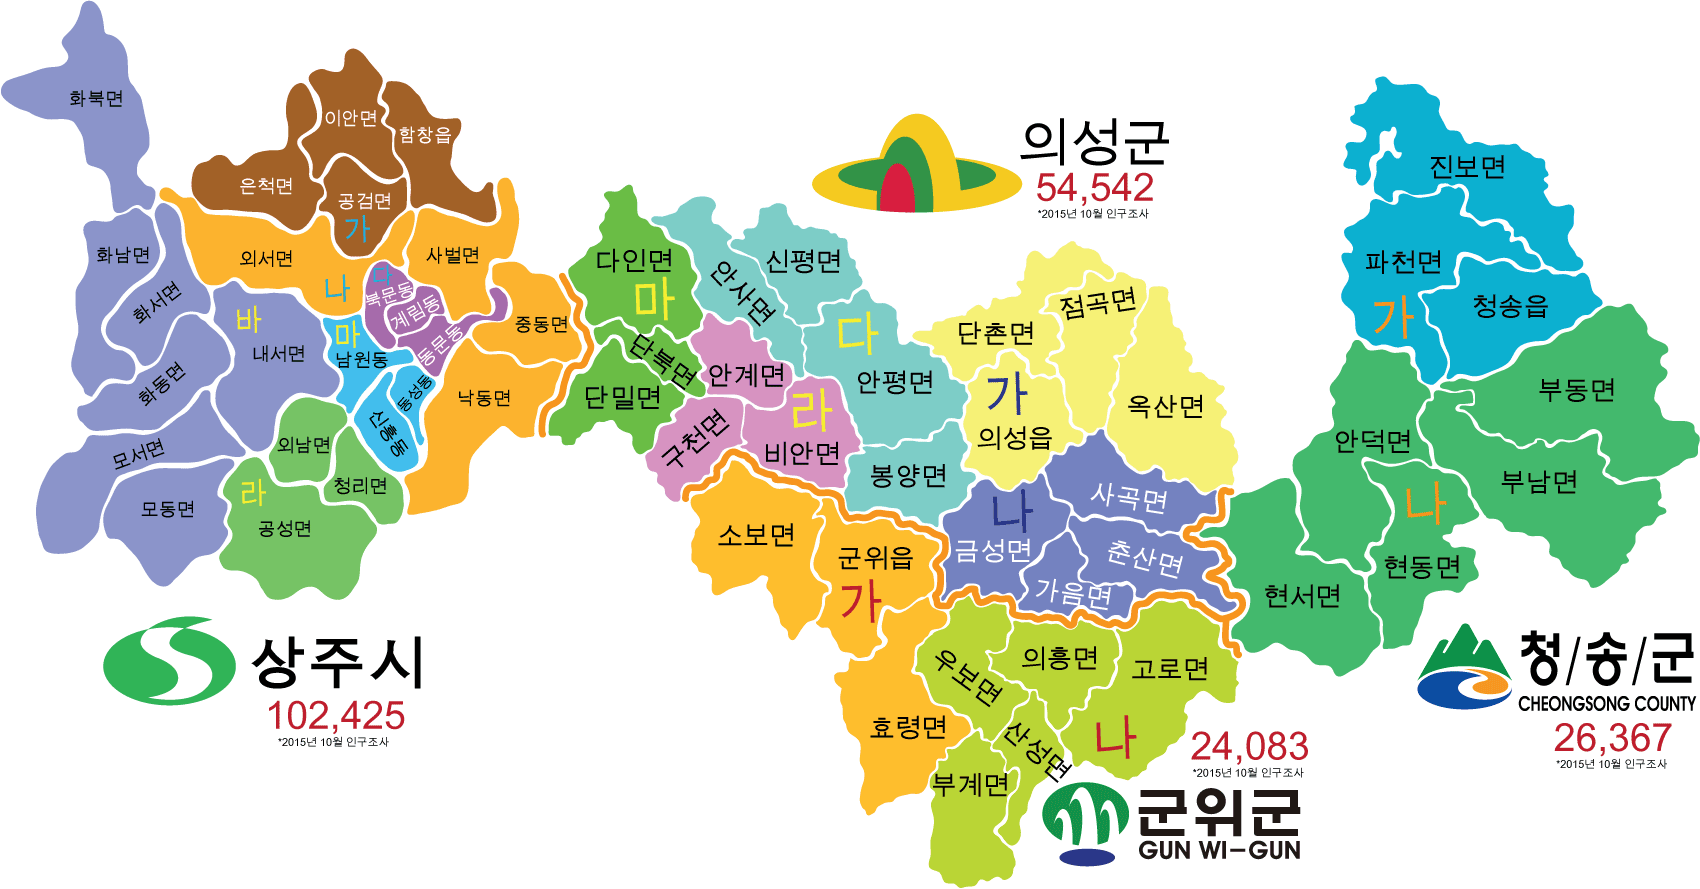 화북면
이안면
함창읍
은척면
공검면
가
화남면
외서면
사벌면
화서면
나
다
북문동
계림동
동문동
중동면
바
마
내서면
남원동
화동면
동성동
낙동면
신흥동
모서면
외남면
청리면
라
모동면
공성면
상주시
102,425
*2015년 10월 인구조사
의성군
54,542
*2015년 10월 인구조사
다인면
마
안사면
신평면
단북면
단밀면
안계면
다
안평면
라
구천면
비안면
봉양면
단촌면
점곡면
가
의성읍
옥산면
나
사곡면
금성면
춘산면
가음면
소보면
군위읍
가
우보면
의흥면
고로면
효령면
산성면
나
부계면
24,083
*2015년 10월 인구조사
군위군
GUN WI-GUN
진보면
파천면
가
청송읍
부동면
안덕면
부남면
나
현동면
현서면
청/송/군
CHEONGSONG COUNTY
26,367
*2015년 10월 인구조사